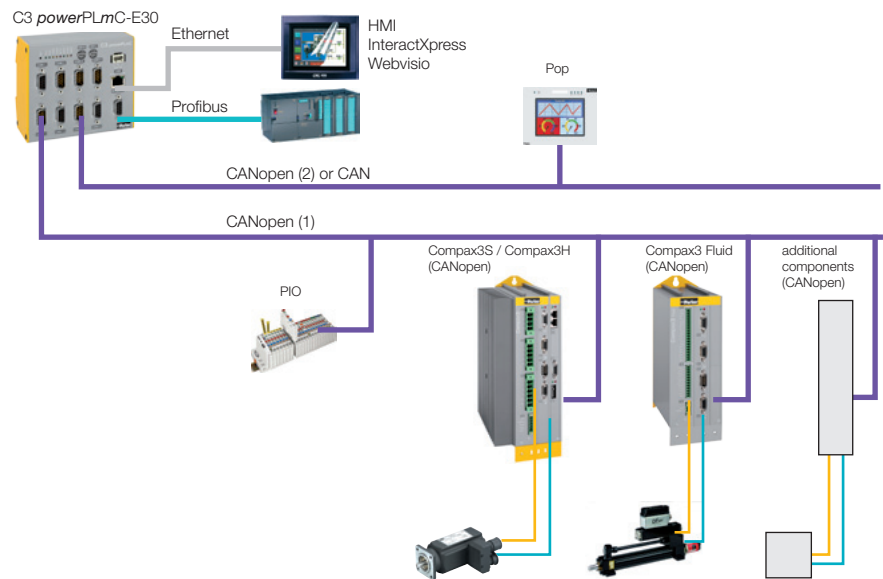 C3 powerPLmC-E30
Ethernet
HMI
InteractXpress
Webvisio
Profibus
Pop
CANopen (2) or CAN
CANopen (1)
Compax3S / Compax3H
(CANopen)
Compax3 Fluid
(CANopen)
additional
components
(CANopen)
PIO